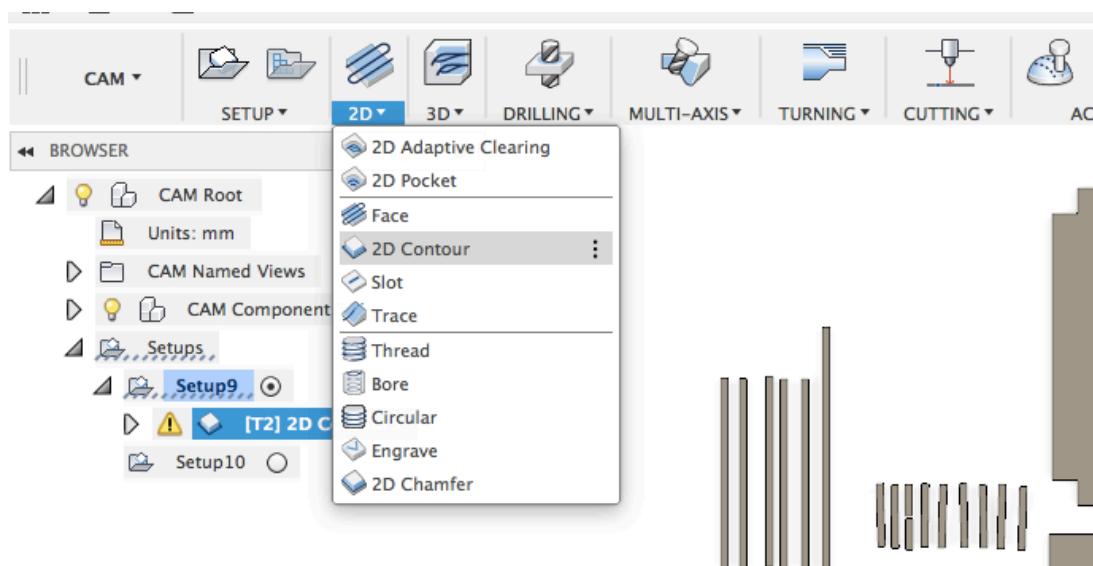 CAM
SETUP
2D
3D
DRILLING
MULTI-AXIS
TURNING
CUTTING
AC
BROWSER
CAM Root
Units: mm
CAM Named Views
CAM Component
Setups
Setup9
[T2] 2D C
Setup10
2D Adaptive Clearing
2D Pocket
Face
2D Contour
Slot
Trace
Thread
Bore
Circular
Engrave
2D Chamfer